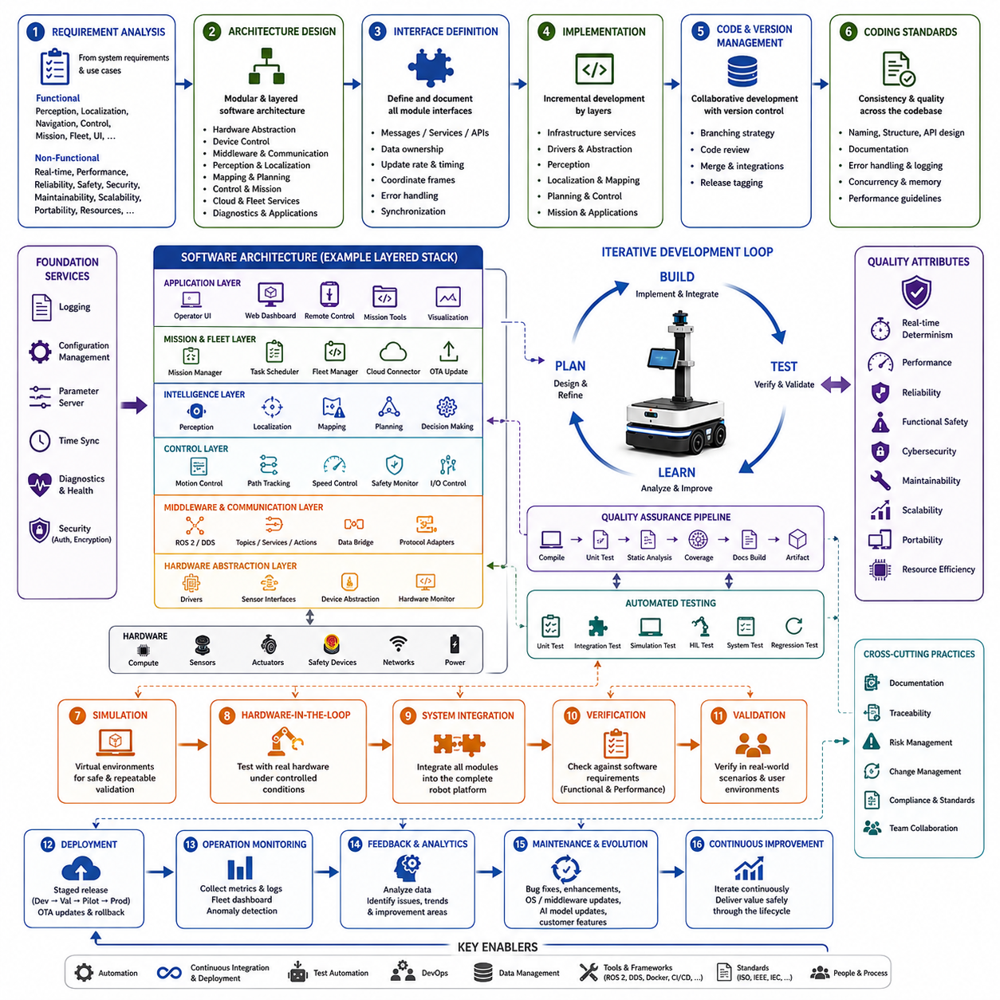 1 REQUIREMENT ANALYSIS
From system requirements
& use cases
Functional
Perception, Localization,
Navigation, Control,
Mission, Fleet, UI, ...
Non-Functional
Real-time, Performance,
Reliability, Safety, Security,
Maintainability, Scalability,
Portability, Resources, ...
2 ARCHITECTURE DESIGN
Modular & layered
software architecture
• Hardware Abstraction
• Device Control
• Middleware & Communication
• Perception & Localization
• Mapping & Planning
• Control & Mission
• Cloud & Fleet Services
• Diagnostics & Applications
3 INTERFACE DEFINITION
Define and document
all module interfaces
• Messages / Services / APIs
• Data ownership
• Update rate & timing
• Coordinate frames
• Error handling
• Synchronization
4 IMPLEMENTATION
Incremental development
by layers
• Infrastructure services
• Drivers & Abstraction
• Perception
• Localization & Mapping
• Planning & Control
• Mission & Applications
5 CODE & VERSION
MANAGEMENT
Collaborative development
with version control
• Branching strategy
• Code review
• Merge & integrations
• Release tagging
6 CODING STANDARDS
Consistency & quality
across the codebase
• Naming, Structure, API design
• Documentation
• Error handling & logging
• Concurrency & memory
• Performance guidelines
FOUNDATION
SERVICES
Logging
Configuration
Management
Parameter
Server
Time Sync
Diagnostics
& Health
Security
(Auth, Encryption)
SOFTWARE ARCHITECTURE (EXAMPLE LAYERED STACK)
APPLICATION LAYER
Operator UI
Web Dashboard
Remote Control
Mission Tools
Visualization
MISSION & FLEET LAYER
Mission Manager
Task Scheduler
Fleet Manager
Cloud Connector
OTA Update
INTELLIGENCE LAYER
Perception
Localization
Mapping
Planning
Decision Making
CONTROL LAYER
Motion Control
Path Tracking
Speed Control
Safety Monitor
I/O Control
MIDDLEWARE & COMMUNICATION LAYER
ROS 2 / DDS
Topics / Services / Actions
Data Bridge
Protocol Adapters
HARDWARE ABSTRACTION LAYER
Drivers
Sensor Interfaces
Device Abstraction
Hardware Monitor
HARDWARE
Compute
Sensors
Actuators
Safety Devices
Networks
Power
ITERATIVE DEVELOPMENT LOOP
BUILD
Implement & Integrate
PLAN
Design &
Refine
TEST
Verify & Validate
LEARN
Analyze & Improve
QUALITY ASSURANCE PIPELINE
Compile
Unit Test
Static Analysis
Coverage
Docs Build
Artifact
AUTOMATED TESTING
Unit Test
Integration Test
Simulation Test
HIL Test
System Test
Regression Test
QUALITY ATTRIBUTES
Real-time
Determinism
Performance
Reliability
Functional Safety
Cybersecurity
Maintainability
Scalability
Portability
Resource Efficiency
CROSS-CUTTING PRACTICES
Documentation
Traceability
Risk Management
Change Management
Compliance & Standards
Team Collaboration
7 SIMULATION
Virtual environments
for safe & repeatable
validation
8 HARDWARE-IN-THE-LOOP
Test with real hardware
under controlled
conditions
9 SYSTEM INTEGRATION
Integrate all modules
into the complete
robot platform
10 VERIFICATION
Check against software
requirements
(Functional & Performance)
11 VALIDATION
Verify in real-world
scenarios & user
environments
12 DEPLOYMENT
Staged release
(Dev → Val → Pilot → Prod)
OTA updates & rollback
13 OPERATION MONITORING
Collect metrics & logs
Fleet dashboard
Anomaly detection
14 FEEDBACK & ANALYTICS
Analyze data
Identify issues, trends
& improvement areas
15 MAINTENANCE & EVOLUTION
Bug fixes, enhancements,
OS / middleware updates,
AI model updates,
customer features
16 CONTINUOUS IMPROVEMENT
Iterate continuously
Deliver value safely
through the lifecycle
KEY ENABLERS
Automation
Continuous Integration
& Deployment
Test Automation
DevOps
Data Management
Tools & Frameworks
(ROS 2, DDS, Docker, CI/CD, ...)
Standards
(ISO, IEEE, IEC, ...)
People & Process